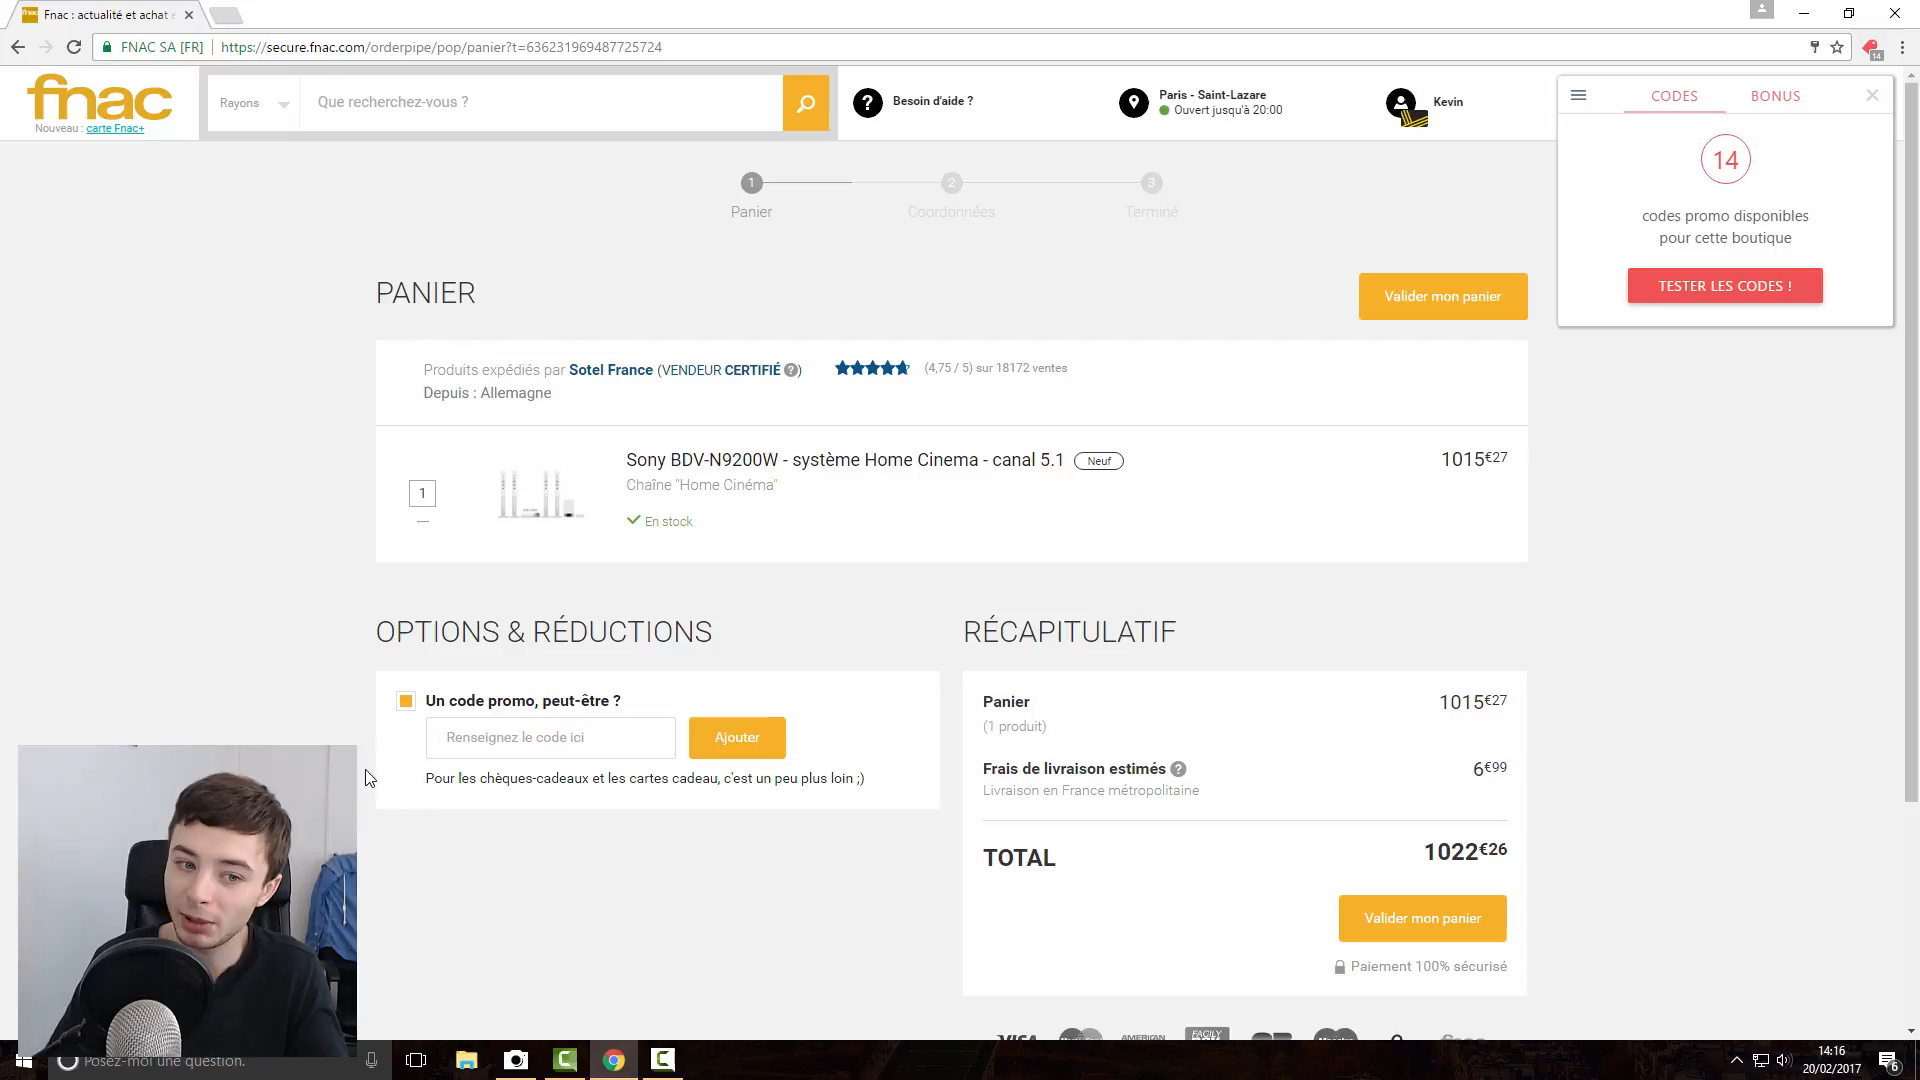 Fnac : actualité et achat
FNAC SA [FR]
https://secure.fnac.com/orderpipe/pop/panier?t=636231969487725724
14
fnac
Nouveau : carte Fnac+
Rayons
Que recherchez-vous ?
Besoin d'aide ?
Paris - Saint-Lazare
Ouvert jusqu'à 20:00
Kevin
CODES
BONUS
14
codes promo disponibles
pour cette boutique
TESTER LES CODES !
1
2
3
Panier
Coordonnées
Terminé
PANIER
Valider mon panier
Produits expédiés par Sotel France (VENDEUR CERTIFIÉ ?)
(4,75 / 5) sur 18172 ventes
Depuis : Allemagne
1
Sony BDV-N9200W - système Home Cinema - canal 5.1
Neuf
1015€27
Chaîne "Home Cinéma"
En stock
OPTIONS & RÉDUCTIONS
Un code promo, peut-être ?
Renseignez le code ici
Ajouter
Pour les chèques-cadeaux et les cartes cadeau, c'est un peu plus loin ;)
RÉCAPITULATIF
Panier
1015€27
(1 produit)
Frais de livraison estimés ?
6€99
Livraison en France métropolitaine
TOTAL
1022€26
Valider mon panier
Paiement 100% sécurisé
VISA
AMERICAN
FACILY
Posez-moi une question.
14:16
20/02/2017
6